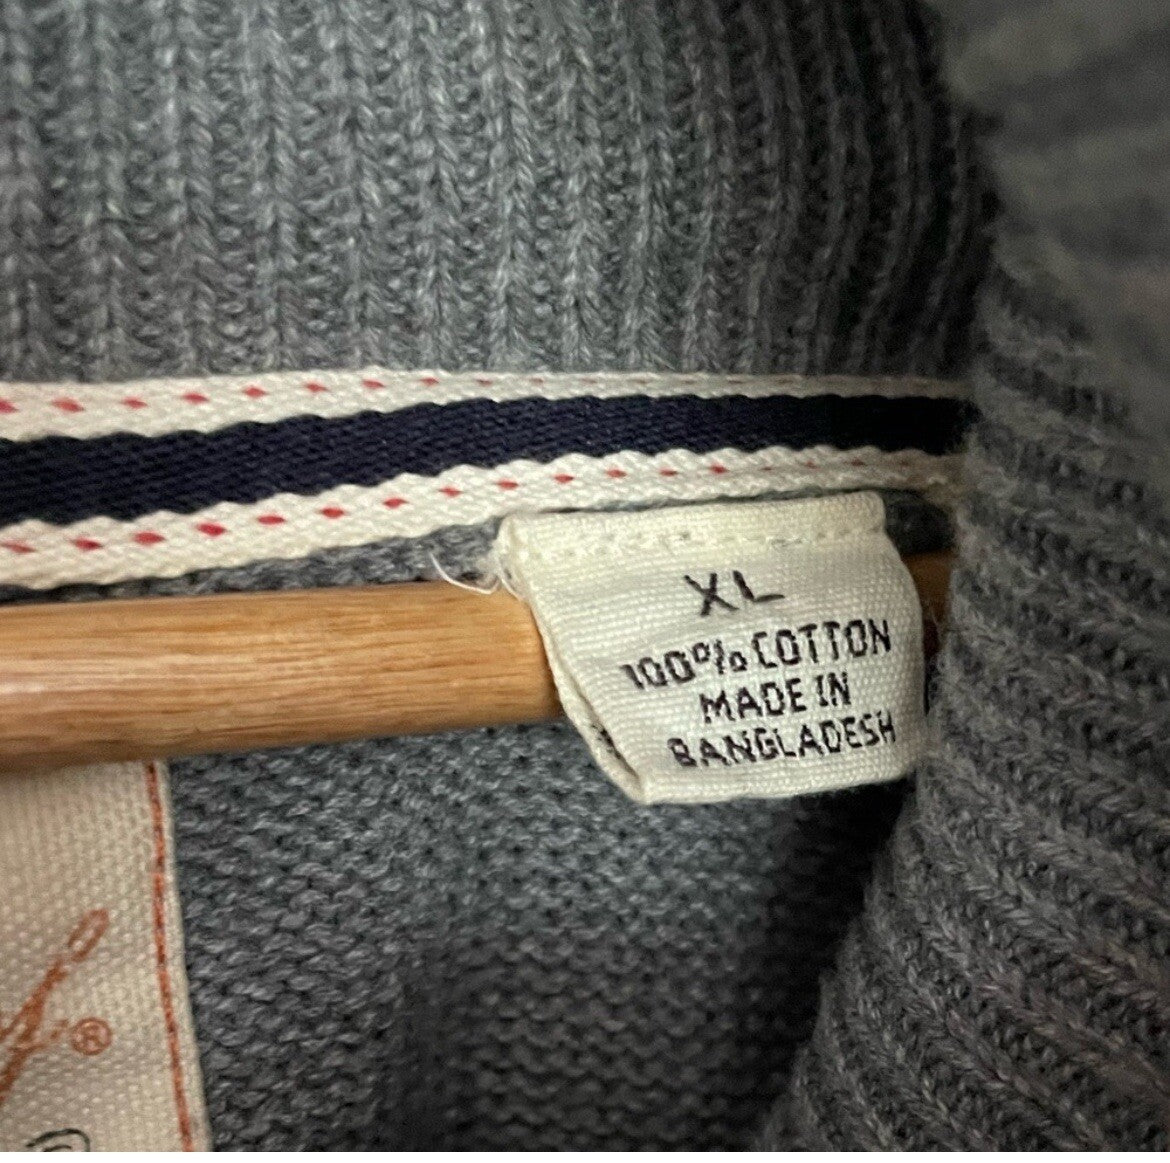 XL
100% COTTON
MADE IN
BANGLADESH
®